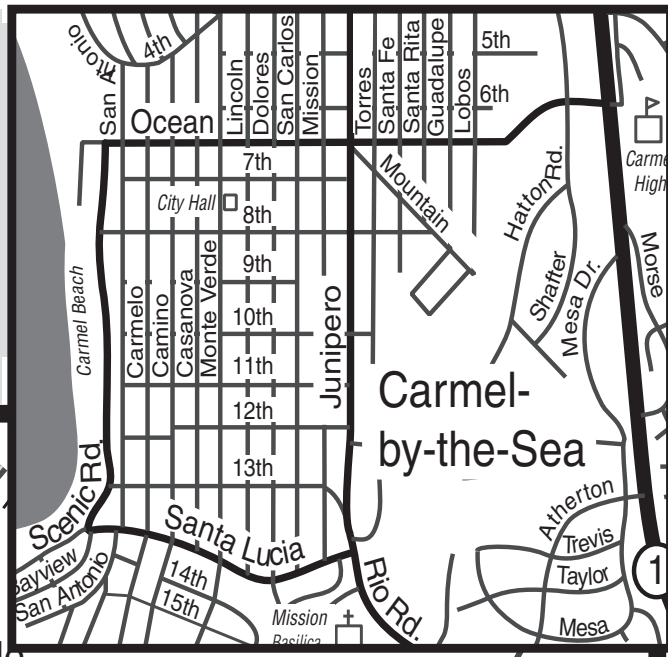 San Antonio
4th
Lincoln
Dolores
San Carlos
Mission
Torres
Santa Fe
Santa Rita
Guadalupe
Lobos
5th
6th
Ocean
Carme
High
7th
City Hall
8th
Mountain
Hatton Rd.
Shafter
Mesa Dr.
Morse
Carmel Beach
Carmelo
Camino
Casanova
Monte Verde
9th
10th
11th
12th
13th
Junipero
Carmel-
by-the-Sea
Scenic Rd.
Santa Lucia
Rio Rd.
Atherton
Trevis
Taylor
Mesa
1
Bayview
San Antonio
14th
15th
Mission
Basilica